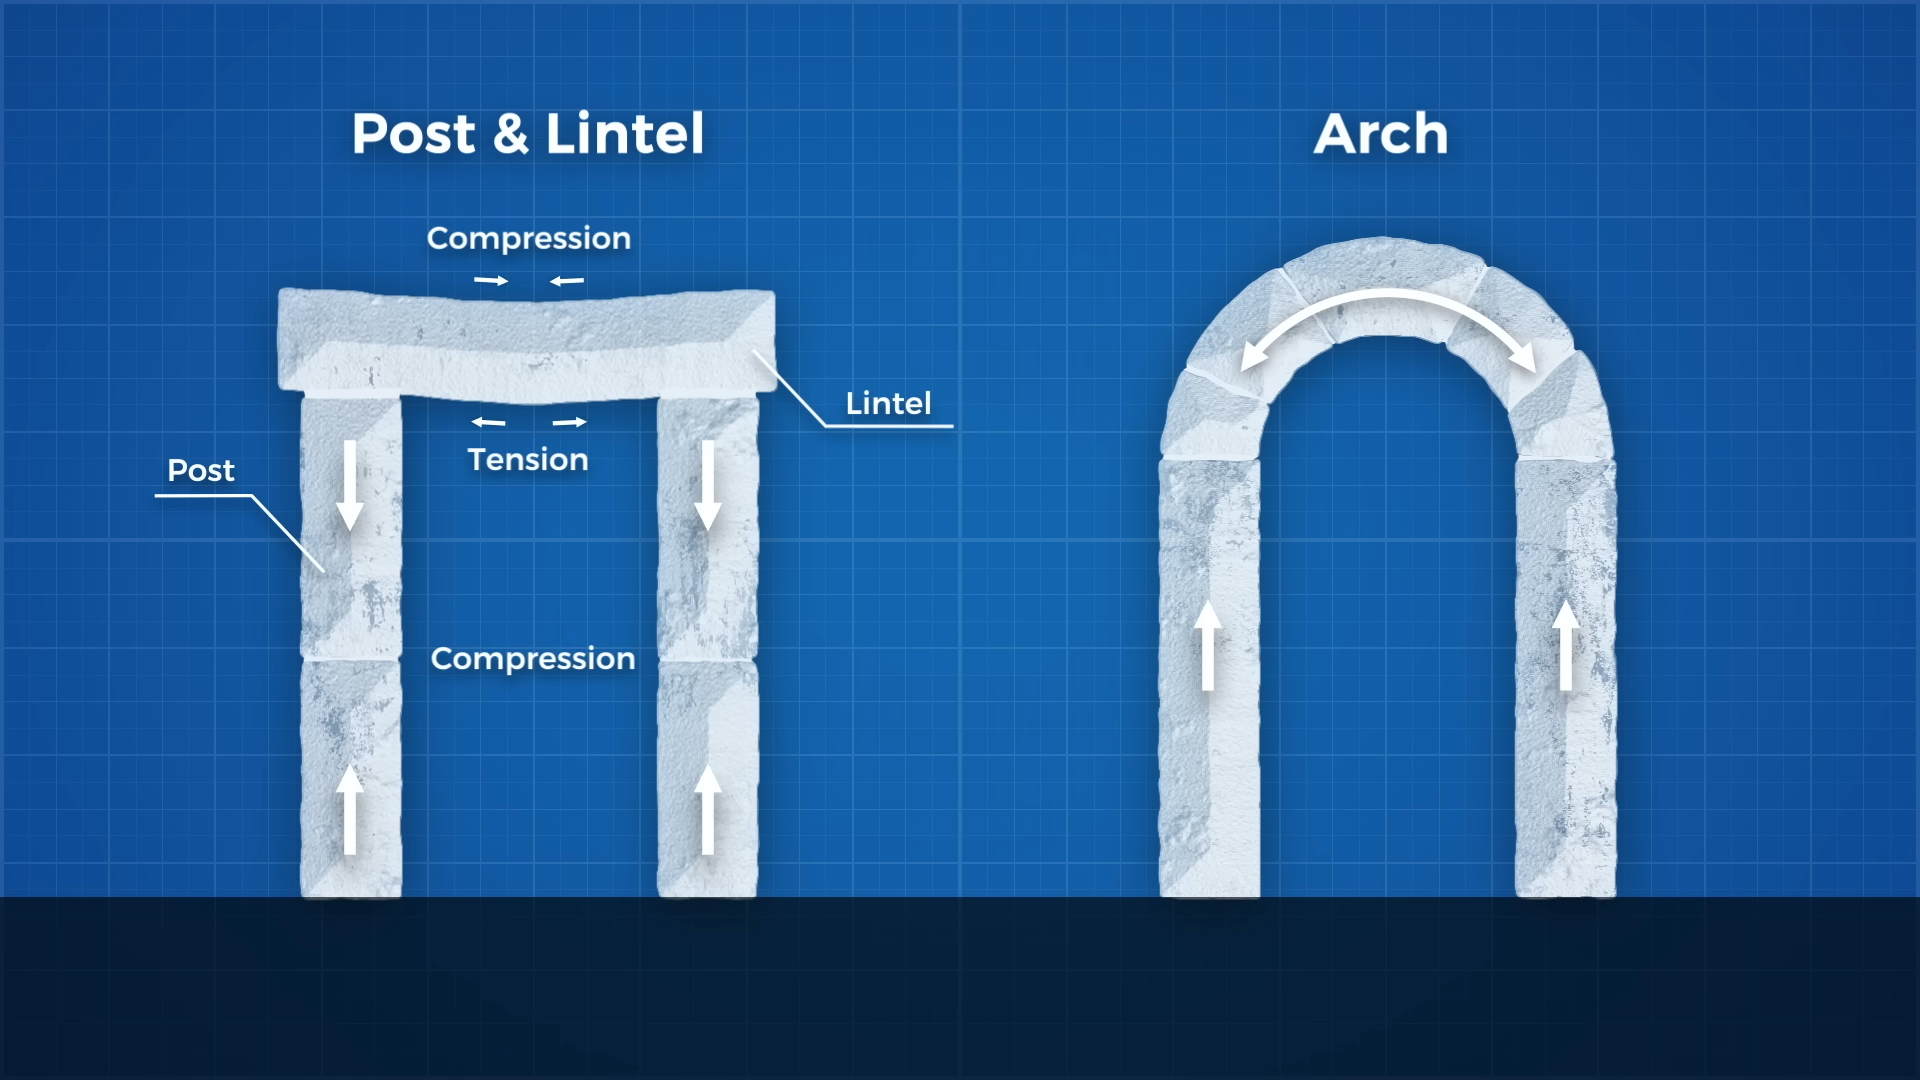 Post & Lintel
Compression
Lintel
Tension
Post
Compression
Arch